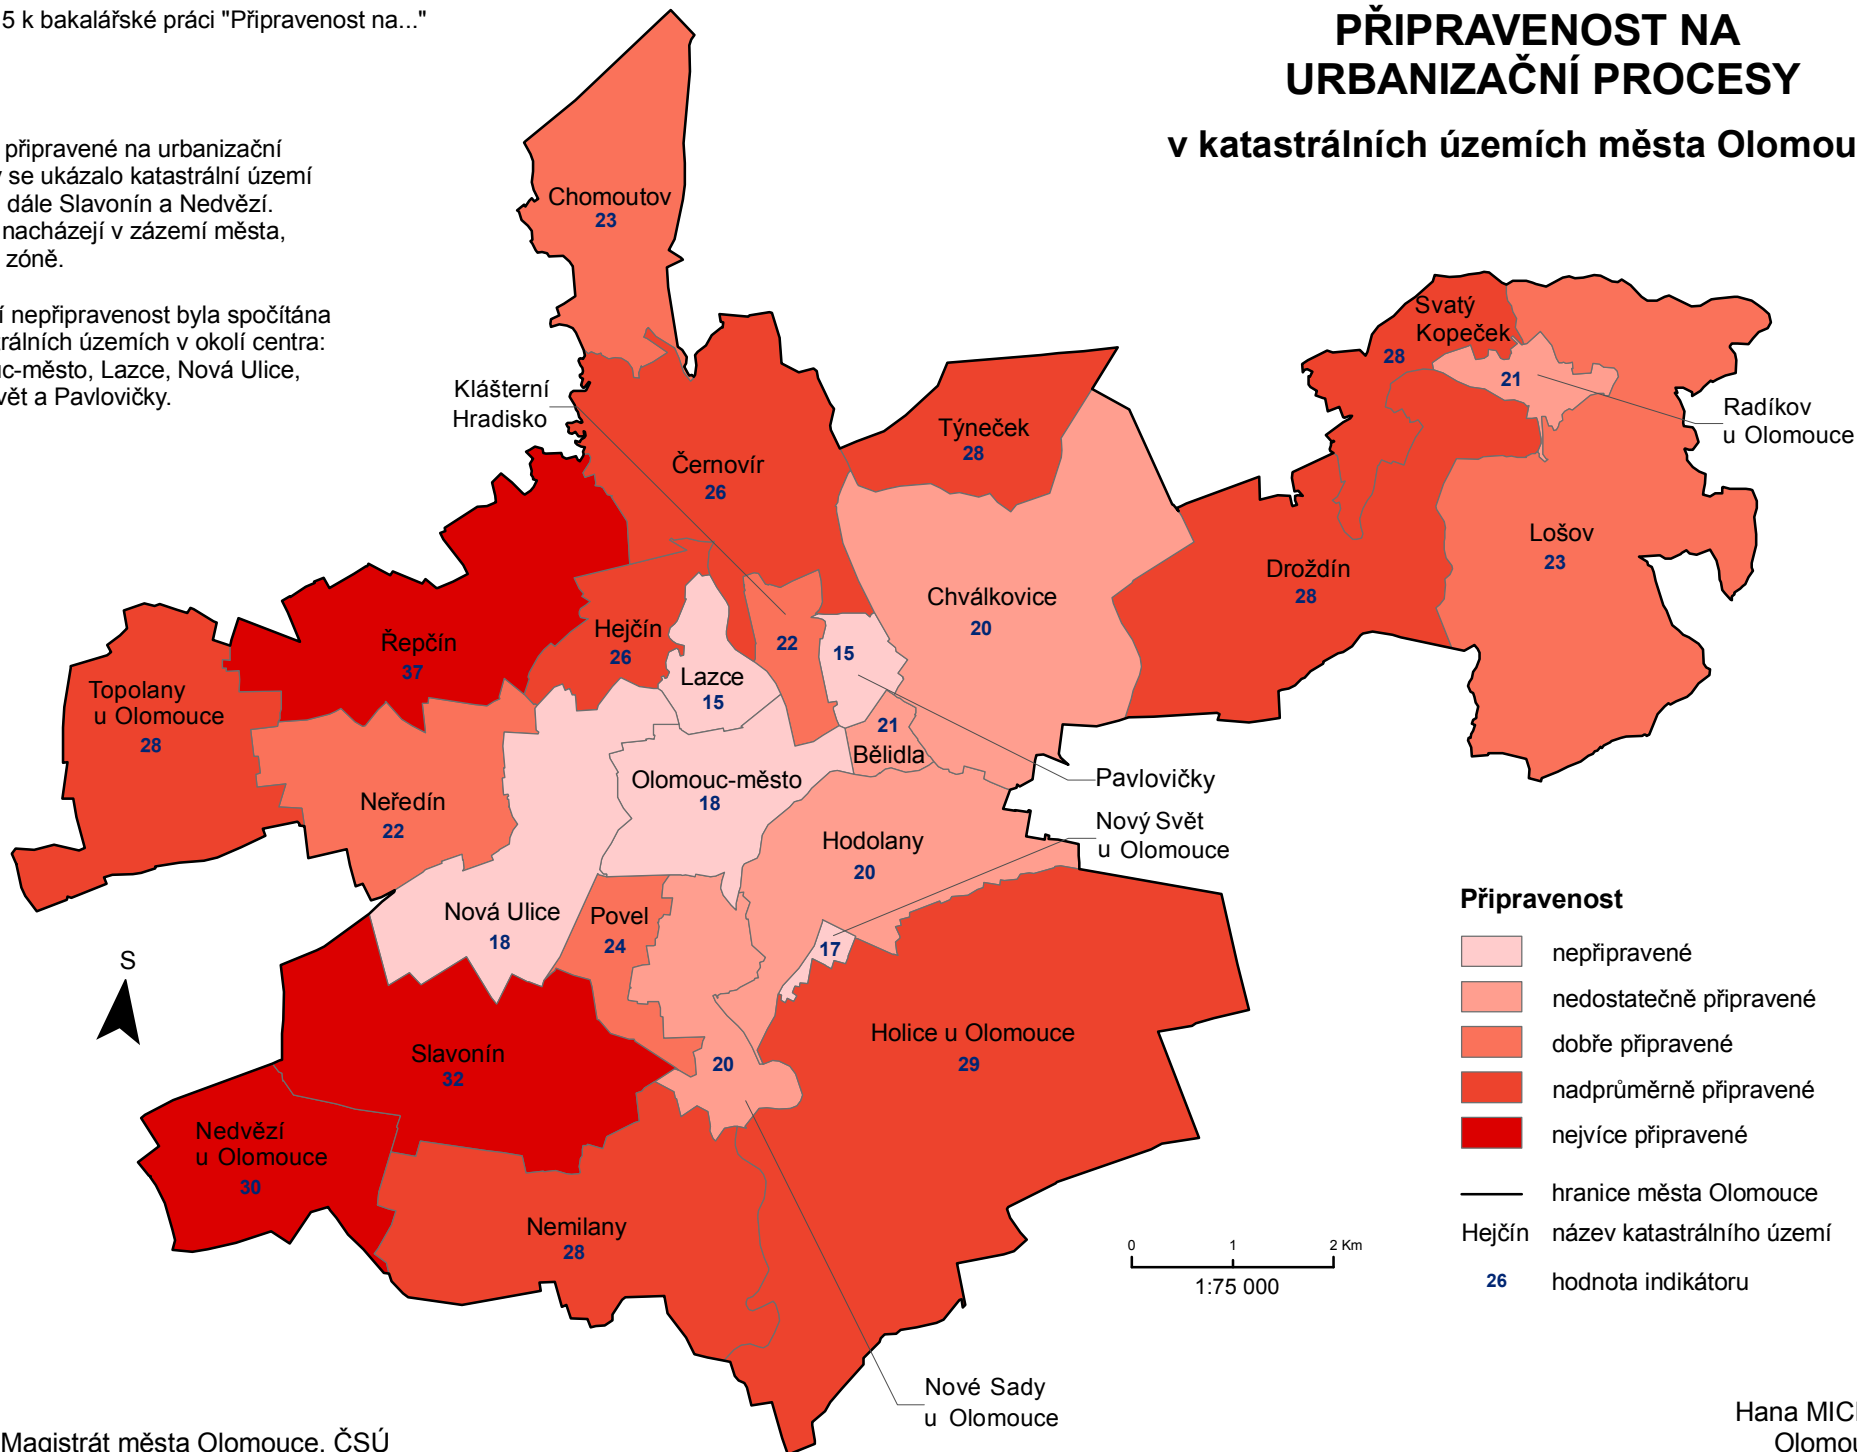 5 k bakalářské práci "Připravenost na..."
PŘIPRAVENOST NA
URBANIZAČNÍ PROCESY
v katastrálních územích města Olomou
připravené na urbanizační
se ukázalo katastrální území
dále Slavonín a Nedvězí.
nacházejí v zázemí města,
zóně.
í nepřipravenost byla spočítána
trálních územích v okolí centra:
uc-město, Lazce, Nová Ulice,
vět a Pavlovičky.
Chomoutov
23
Svatý
Kopeček
28
21
Radíkov
u Olomouce
Klášterní
Hradisko
Týneček
28
Černovír
26
Lošov
23
Droždín
28
Chválkovice
20
Řepčín
37
Hejčín
26
22
15
Lazce
15
Topolany
u Olomouce
28
21
Bělidla
Olomouc-město
18
Pavlovičky
Neředín
22
Nový Svět
u Olomouce
Hodolany
20
Nová Ulice
18
Povel
24
17
S
Holice u Olomouce
29
Slavonín
32
20
Nedvězí
u Olomouce
30
Nemilany
28
Nové Sady
u Olomouce
Připravenost
nepřipravené
nedostatečně připravené
dobře připravené
nadprůměrně připravené
nejvíce připravené
hranice města Olomouce
Hejčín název katastrálního území
26 hodnota indikátoru
0 1 2 Km
1:75 000
Magistrát města Olomouce, ČSÚ
Hana MICH
Olomou